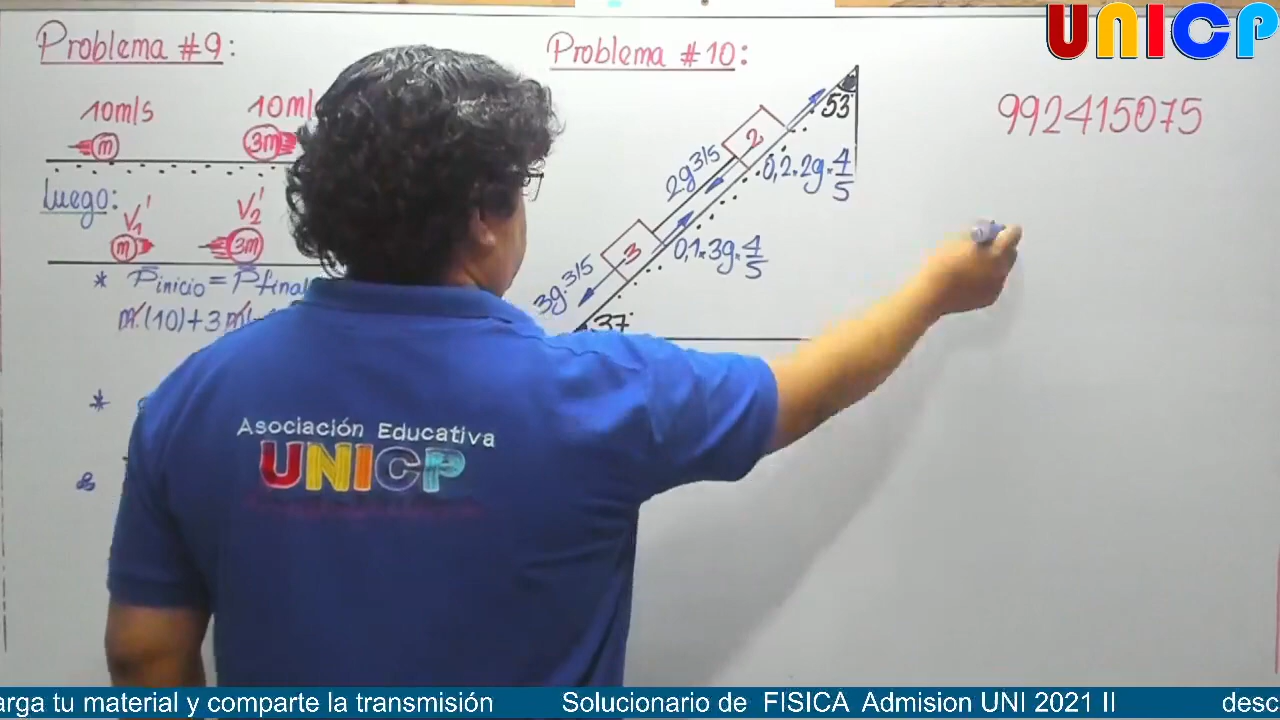 Problema #9:
10m/s
10m/
m
3m
Luego:
V1'
V2'
m
3m
* Pinicio = Pfinal
m.(10)+3m
*
Problema #10:
53°
2
2g 3/5
0,2.2g.4/5
3
0,1.3g.4/5
3g.3/5
37°
992415075
UNICP
Asociación Educativa
UNICP
arga tu material y comparte la transmisión
Solucionario de FISICA Admision UNI 2021 II
desc